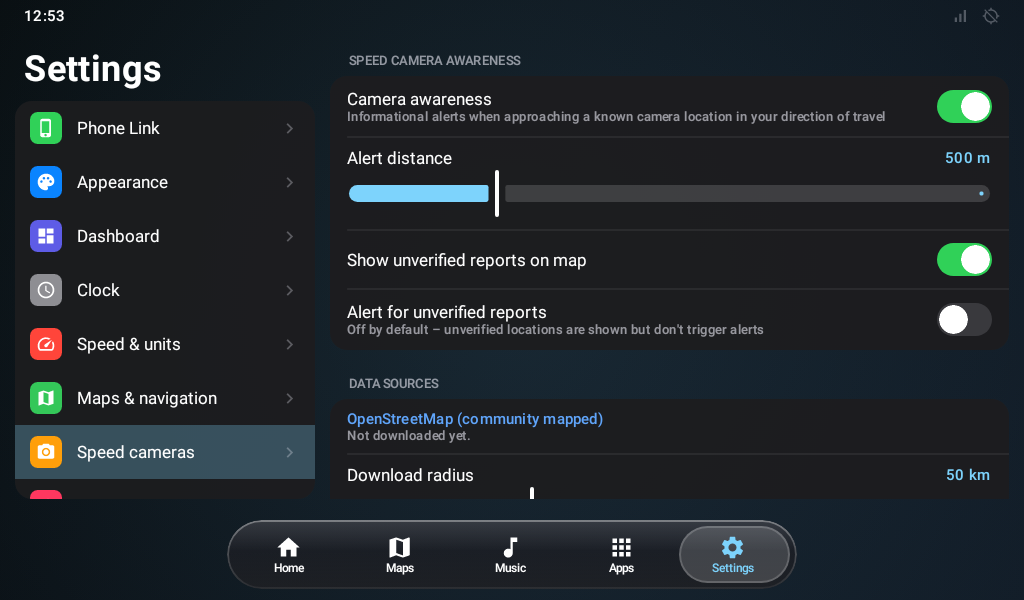 12:53
Settings
Phone Link
Appearance
Dashboard
Clock
Speed & units
Maps & navigation
Speed cameras
SPEED CAMERA AWARENESS
Camera awareness
Informational alerts when approaching a known camera location in your direction of travel
Alert distance
500 m
Show unverified reports on map
Alert for unverified reports
Off by default – unverified locations are shown but don't trigger alerts
DATA SOURCES
OpenStreetMap (community mapped)
Not downloaded yet.
Download radius
50 km
Home
Maps
Music
Apps
Settings